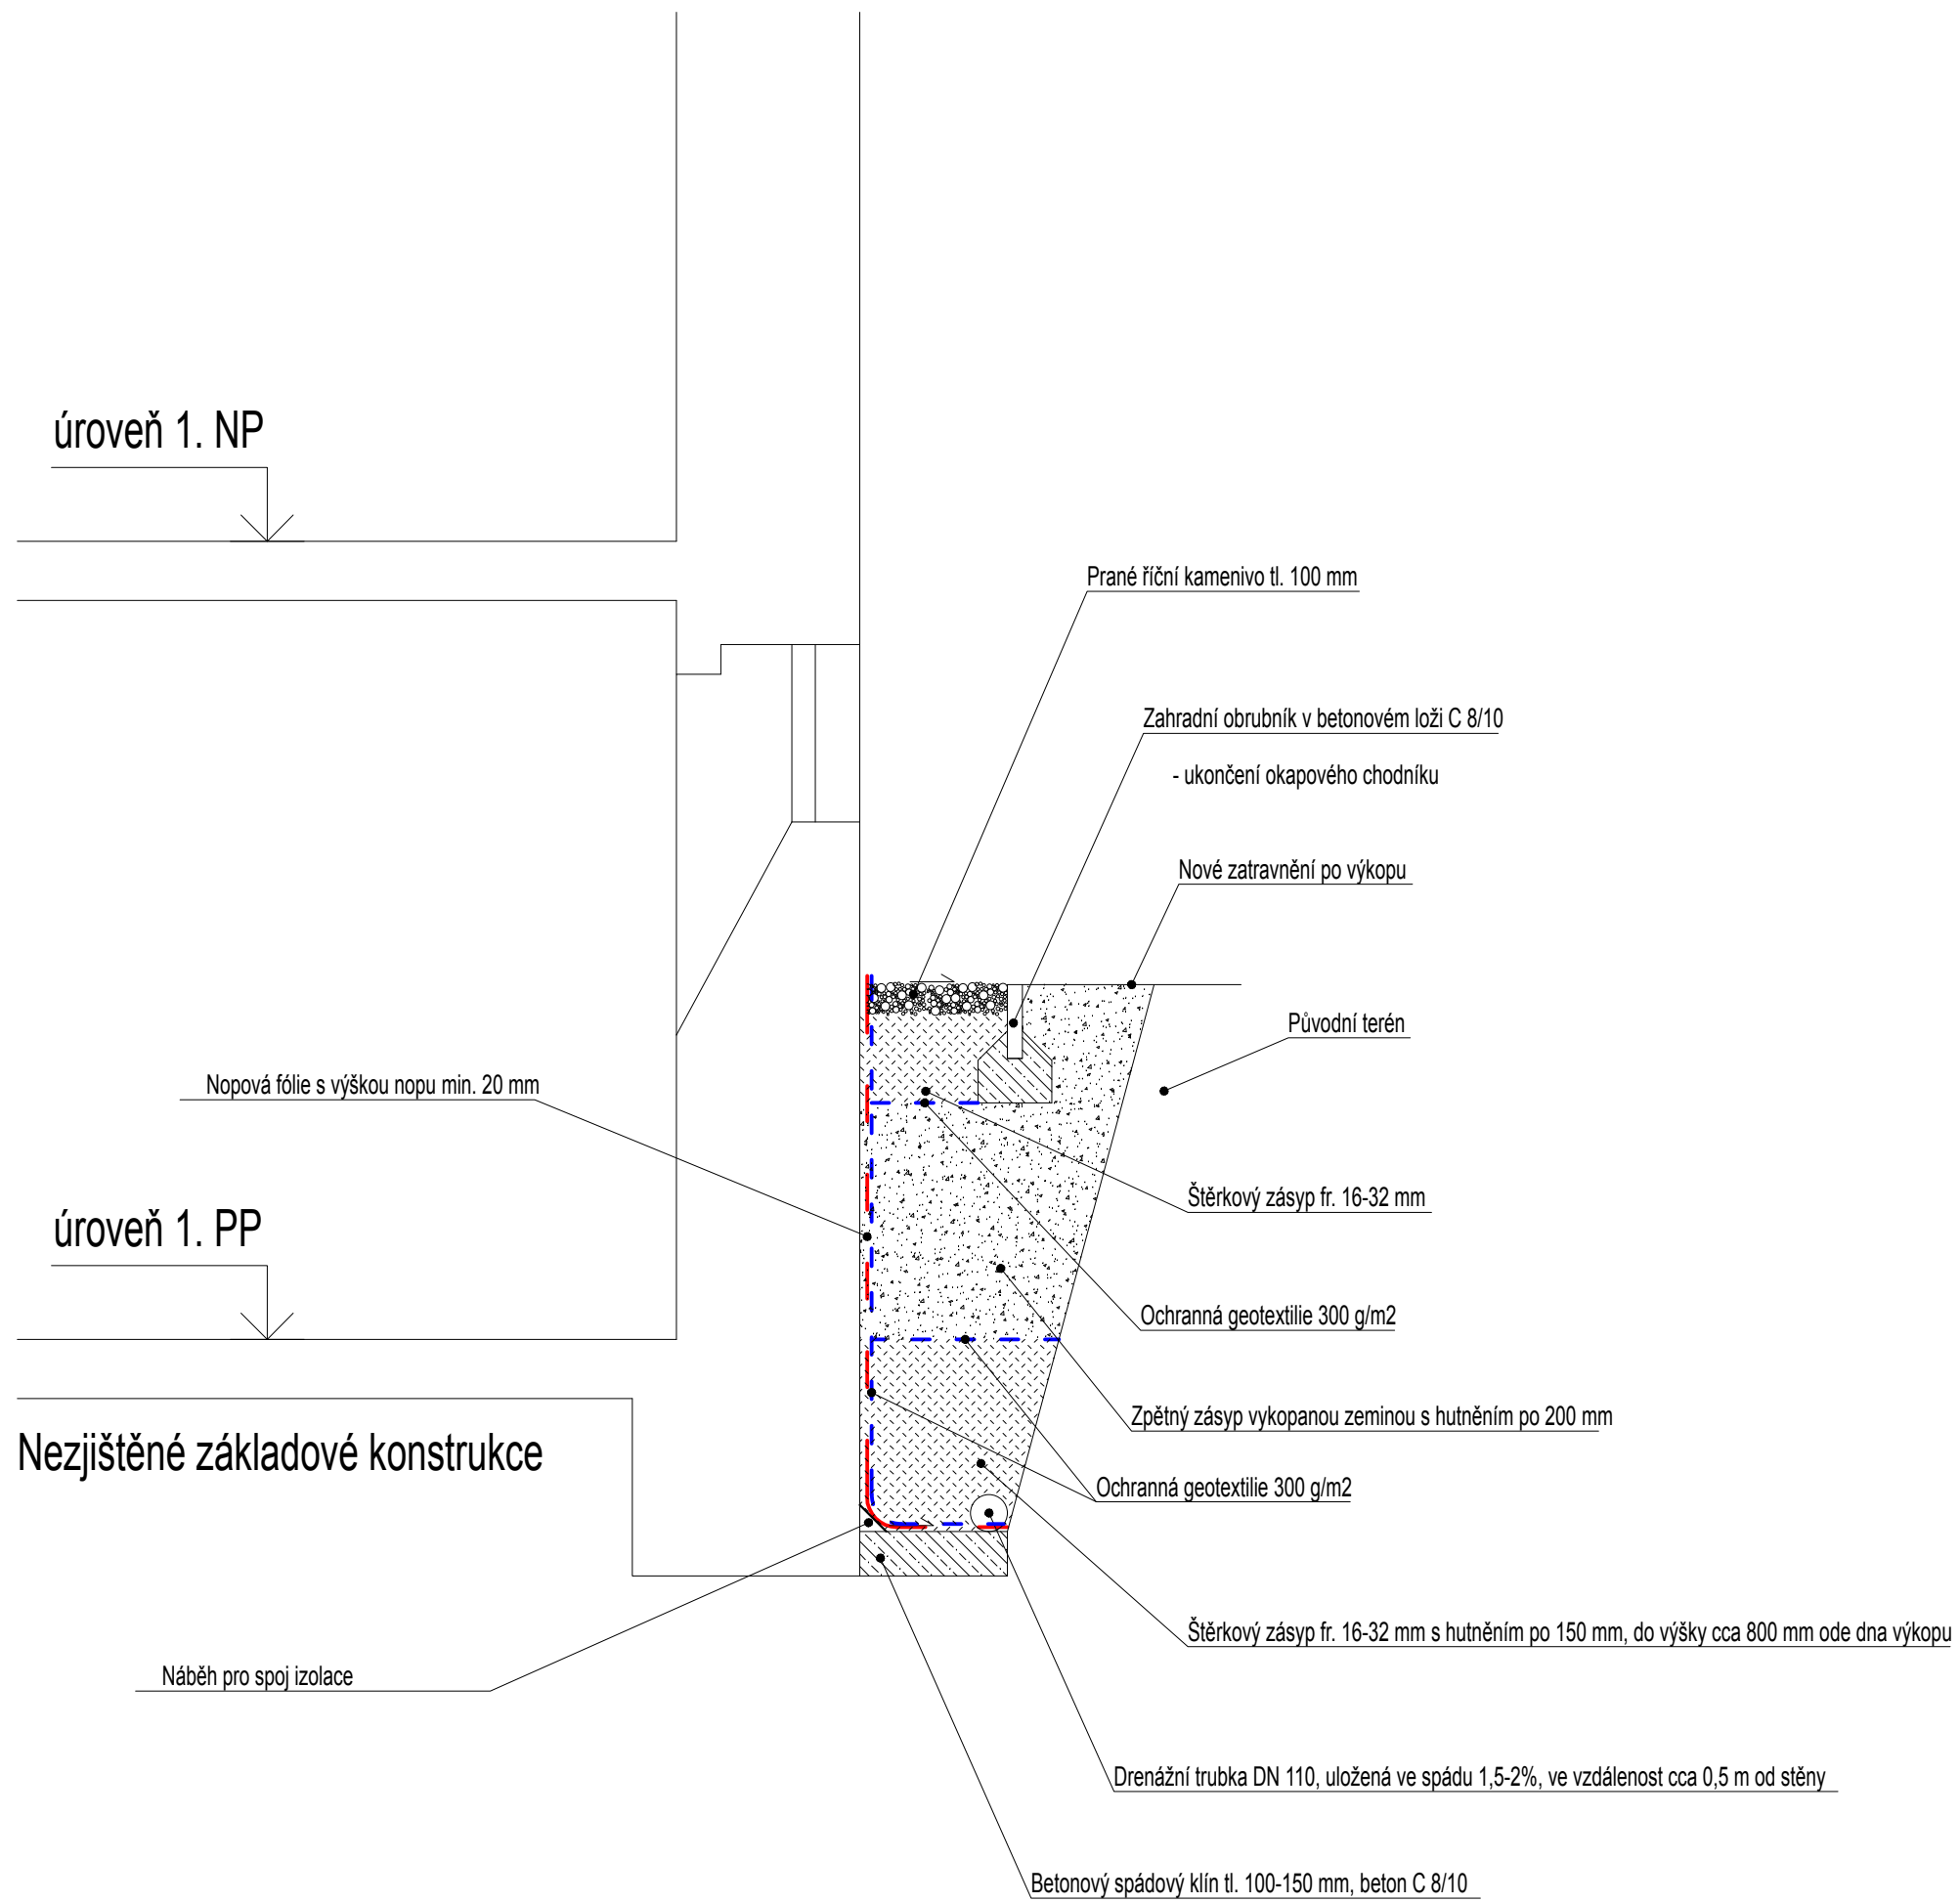 úroveň 1. NP
Prané říční kamenivo tl. 100 mm
Zahradní obrubník v betonovém loži C 8/10
- ukončení okapového chodníku
Nové zatravnění po výkopu
Původní terén
Nopová fólie s výškou nopu min. 20 mm
Štěrkový zásyp fr. 16-32 mm
úroveň 1. PP
Ochranná geotextilie 300 g/m2
Zpětný zásyp vykopanou zeminou s hutněním po 200 mm
Nezjištěné základové konstrukce
Ochranná geotextilie 300 g/m2
Štěrkový zásyp fr. 16-32 mm s hutněním po 150 mm, do výšky cca 800 mm ode dna výkopu
Náběh pro spoj izolace
Drenážní trubka DN 110, uložená ve spádu 1,5-2%, ve vzdálenost cca 0,5 m od stěny
Betonový spádový klín tl. 100-150 mm, beton C 8/10